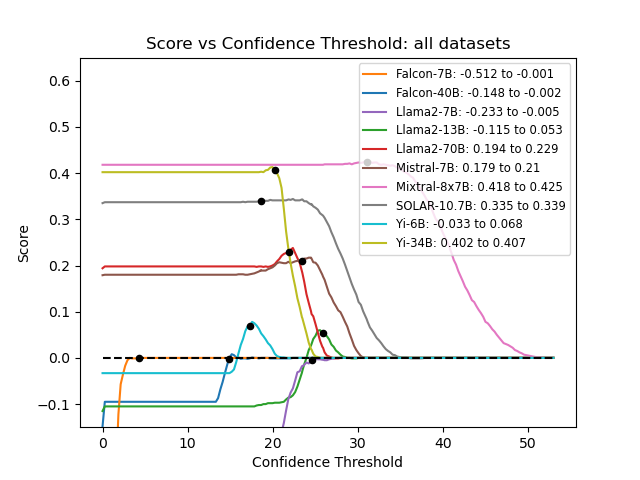 Score vs Confidence Threshold: all datasets
Score
0.6
0.5
0.4
0.3
0.2
0.1
0.0
−0.1
Falcon-7B: -0.512 to -0.001
Falcon-40B: -0.148 to -0.002
Llama2-7B: -0.233 to -0.005
Llama2-13B: -0.115 to 0.053
Llama2-70B: 0.194 to 0.229
Mistral-7B: 0.179 to 0.21
Mixtral-8x7B: 0.418 to 0.425
SOLAR-10.7B: 0.335 to 0.339
Yi-6B: -0.033 to 0.068
Yi-34B: 0.402 to 0.407
0 10 20 30 40 50
Confidence Threshold